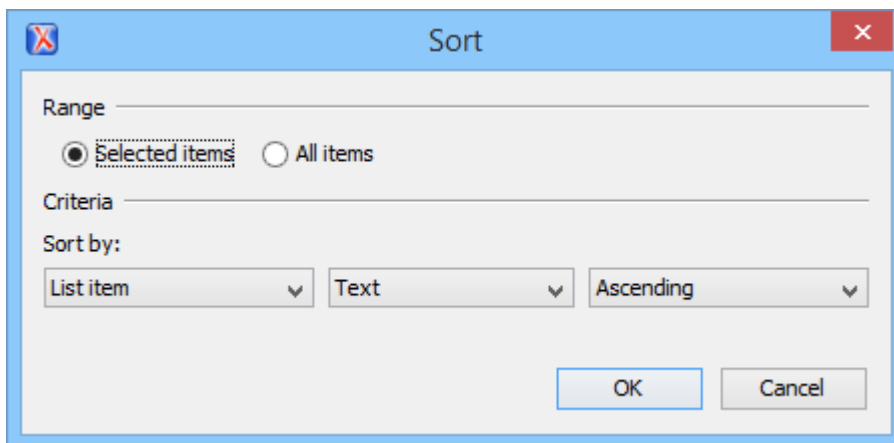 Sort
Range
Selected items All items
Criteria
Sort by:
List item Text Ascending
OK Cancel